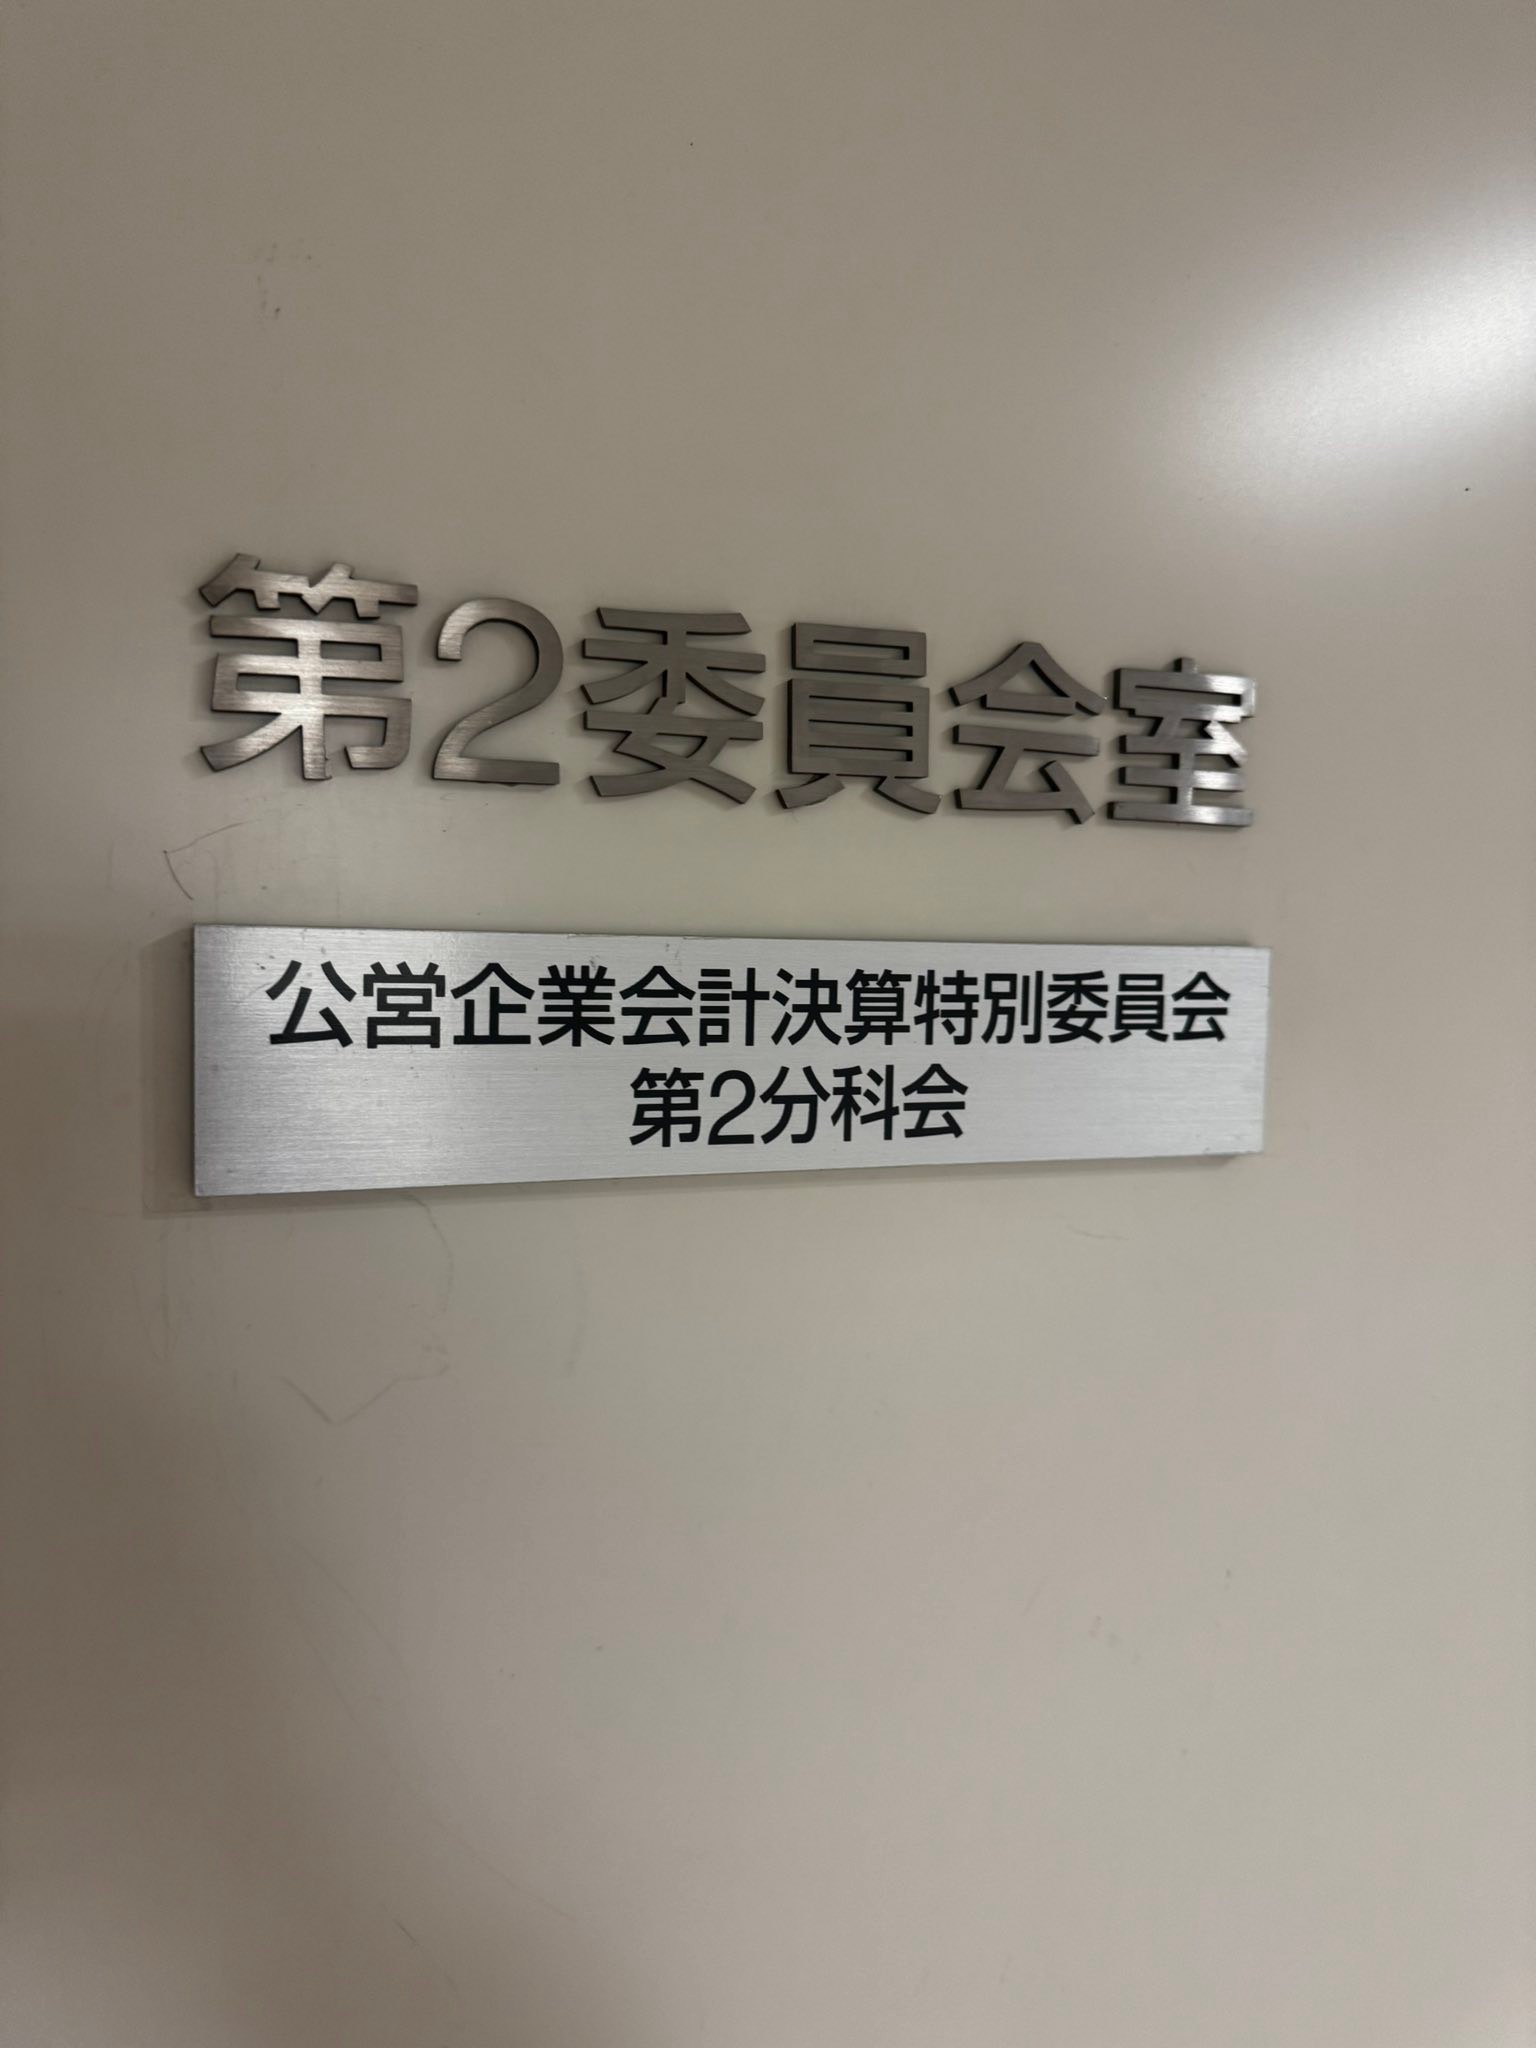 第2委員会室
公営企業会計決算特別委員会
第2分科会